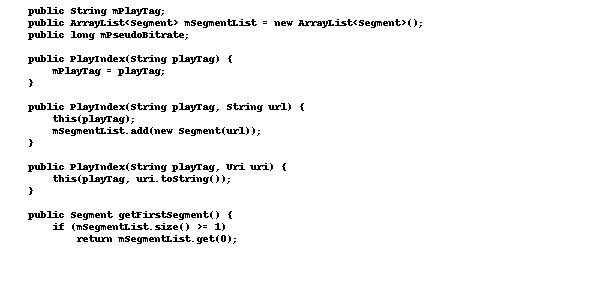 public String mPlayTag;
public ArrayList<Segment> mSegmentList = new ArrayList<Segment>();
public long mPseudoBitrate;

public PlayIndex(String playTag) {
    mPlayTag = playTag;
}

public PlayIndex(String playTag, String url) {
    this(playTag);
    mSegmentList.add(new Segment(url));
}

public PlayIndex(String playTag, Uri uri) {
    this(playTag, uri.toString());
}

public Segment getFirstSegment() {
    if (mSegmentList.size() >= 1)
        return mSegmentList.get(0);